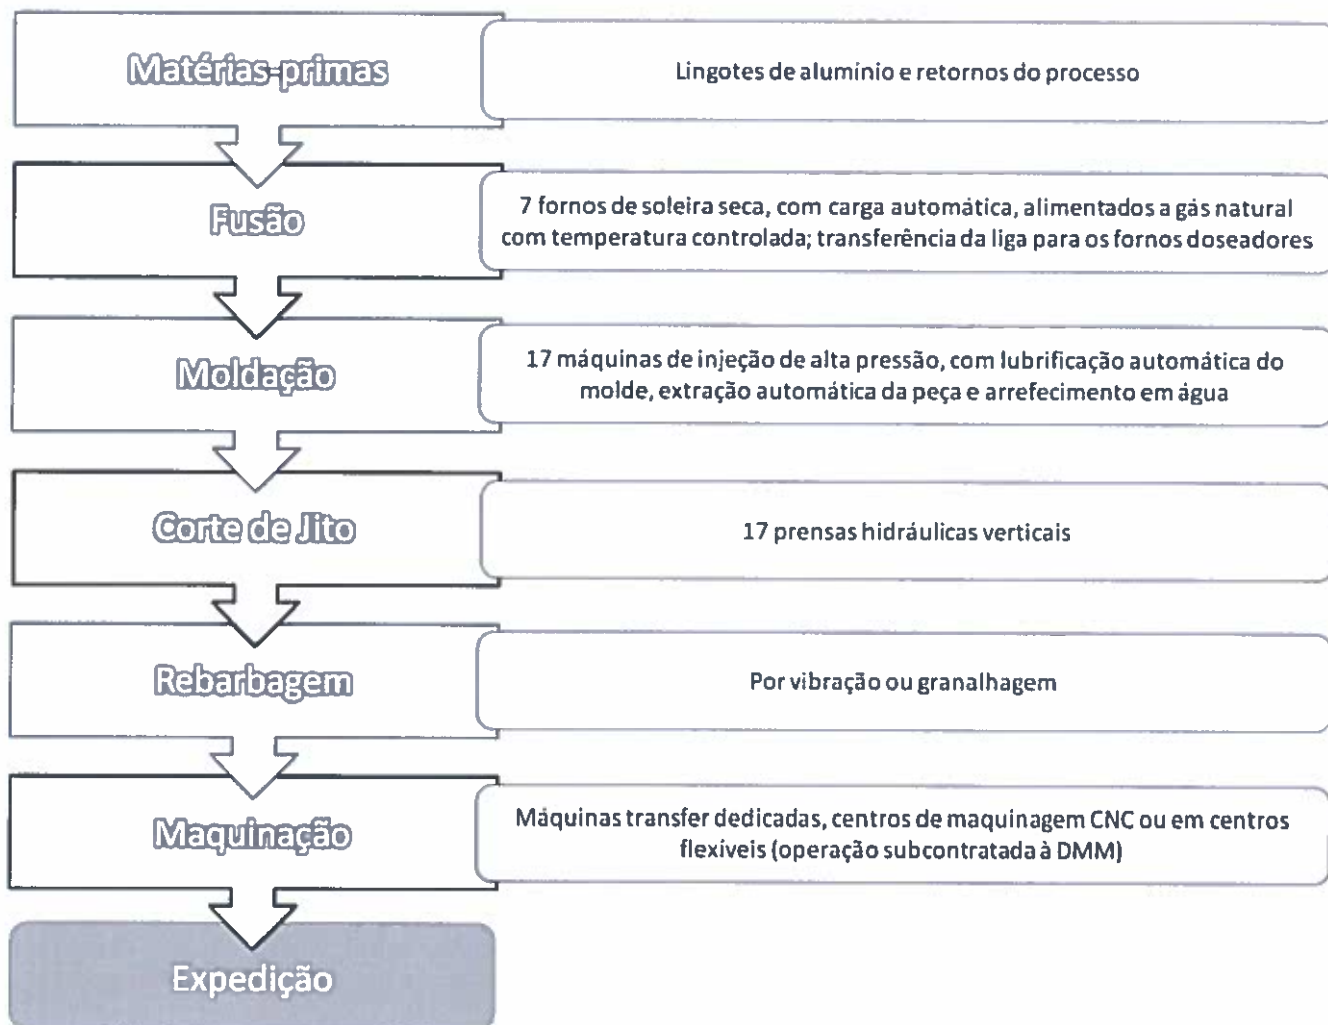 Matérias-primas
Lingotes de alumínio e retornos do processo
Fusão
7 fornos de soleira seca, com carga automática, alimentados a gás natural
com temperatura controlada; transferência da liga para os fornos doseadores
Moldação
17 máquinas de injeção de alta pressão, com lubrificação automática do
molde, extração automática da peça e arrefecimento em água
Corte de Jito
17 prensas hidráulicas verticais
Rebarbagem
Por vibração ou granalhagem
Maquinação
Máquinas transfer dedicadas, centros de maquinagem CNC ou em centros
flexíveis (operação subcontratada à DMM)
Expedição